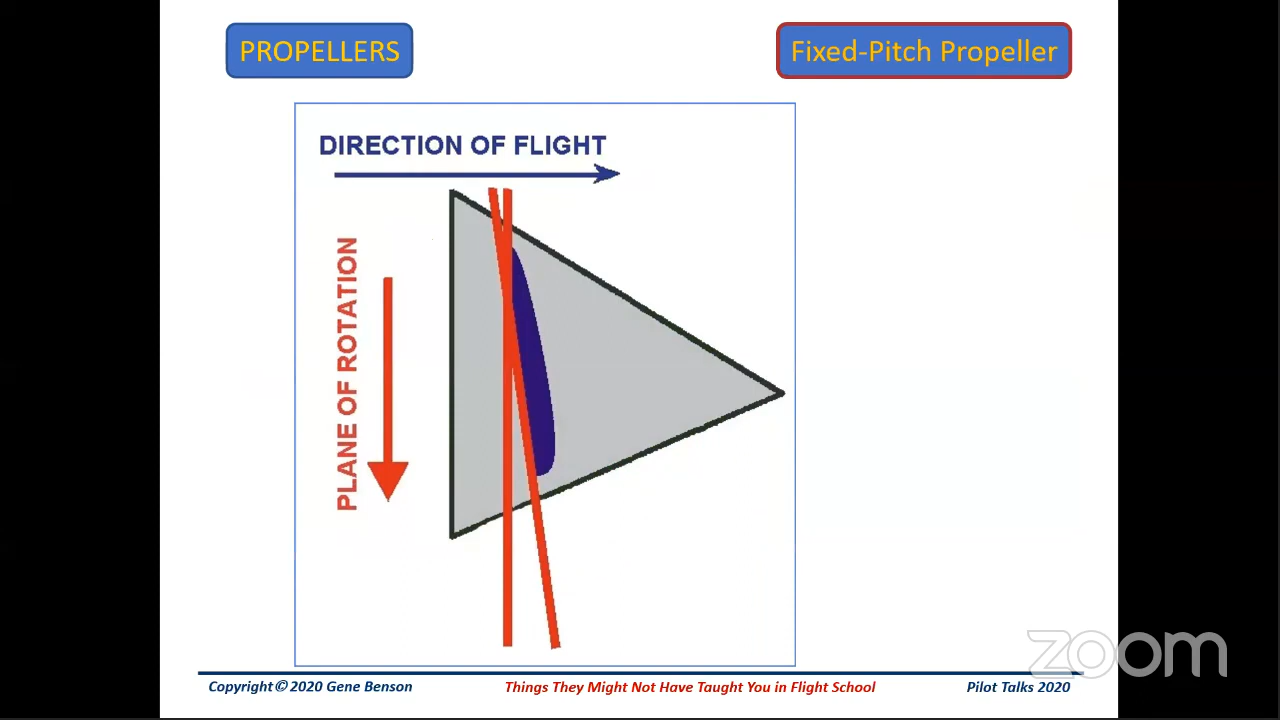 PROPELLERS
Fixed-Pitch Propeller
DIRECTION OF FLIGHT
PLANE OF ROTATION
zoom
Copyright © 2020 Gene Benson
Things They Might Not Have Taught You in Flight School
Pilot Talks 2020